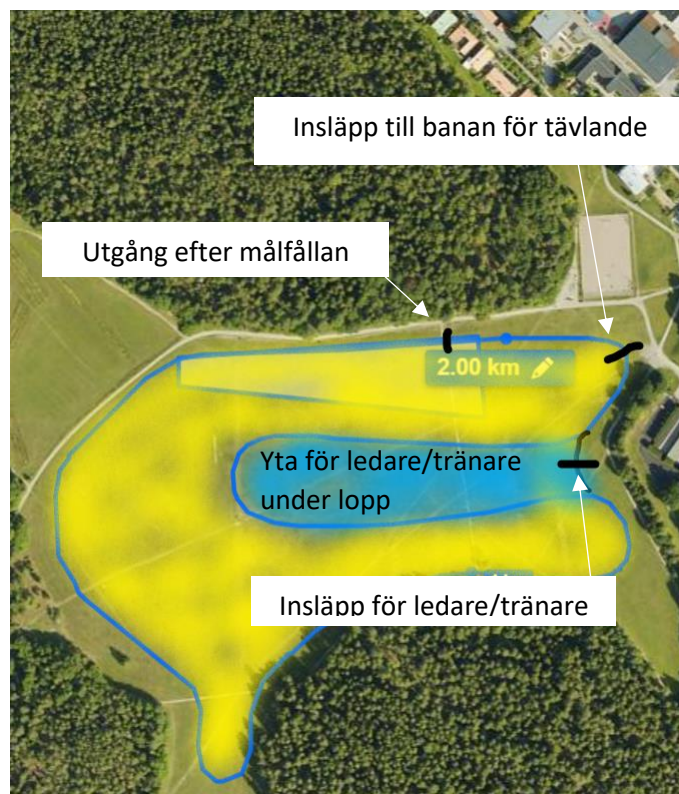 Insläpp till banan för tävlande
Utgång efter målfållan
2.00 km
Yta för ledare/tränare
under lopp
Insläpp för ledare/tränare